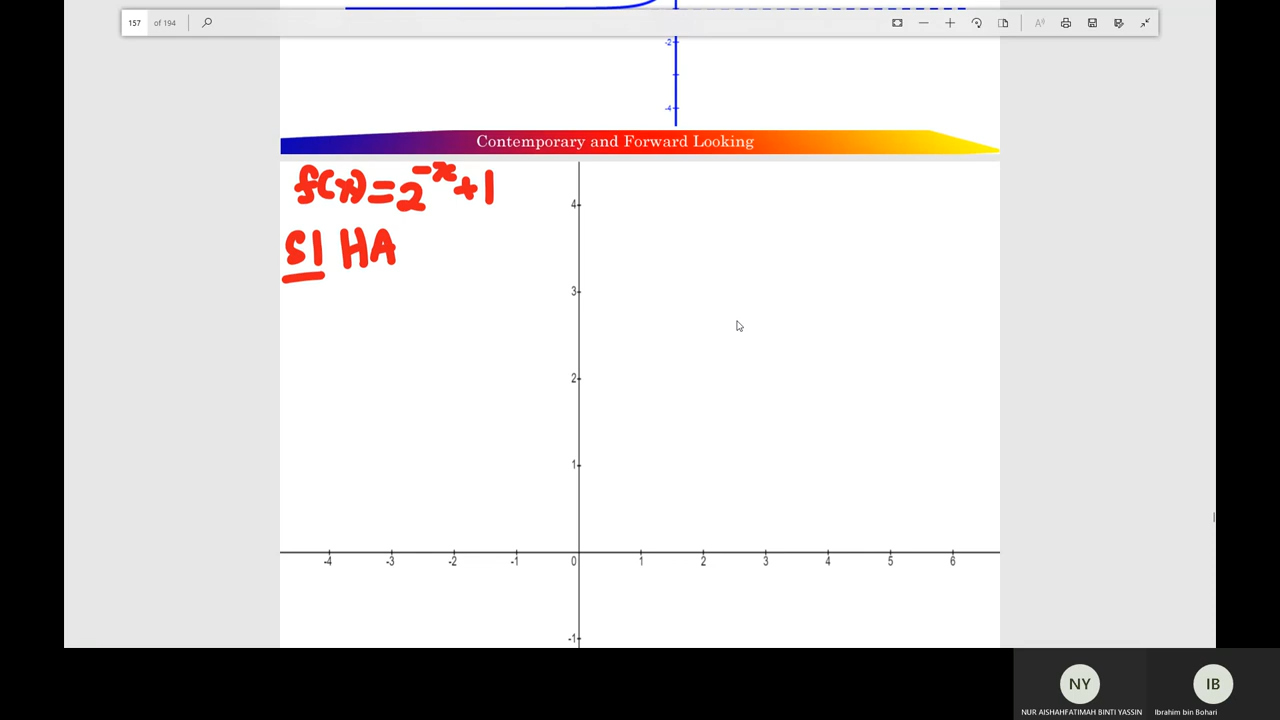 157 of 194
-2
-4
Contemporary and Forward Looking
f(x)=2^-x+1
S1 HA
4
3
2
1
-4 -3 -2 -1 0 1 2 3 4 5 6
-1
NY
IB
NUR AISHAHFATIMAH BINTI YASSIN
Ibrahim bin Bohari